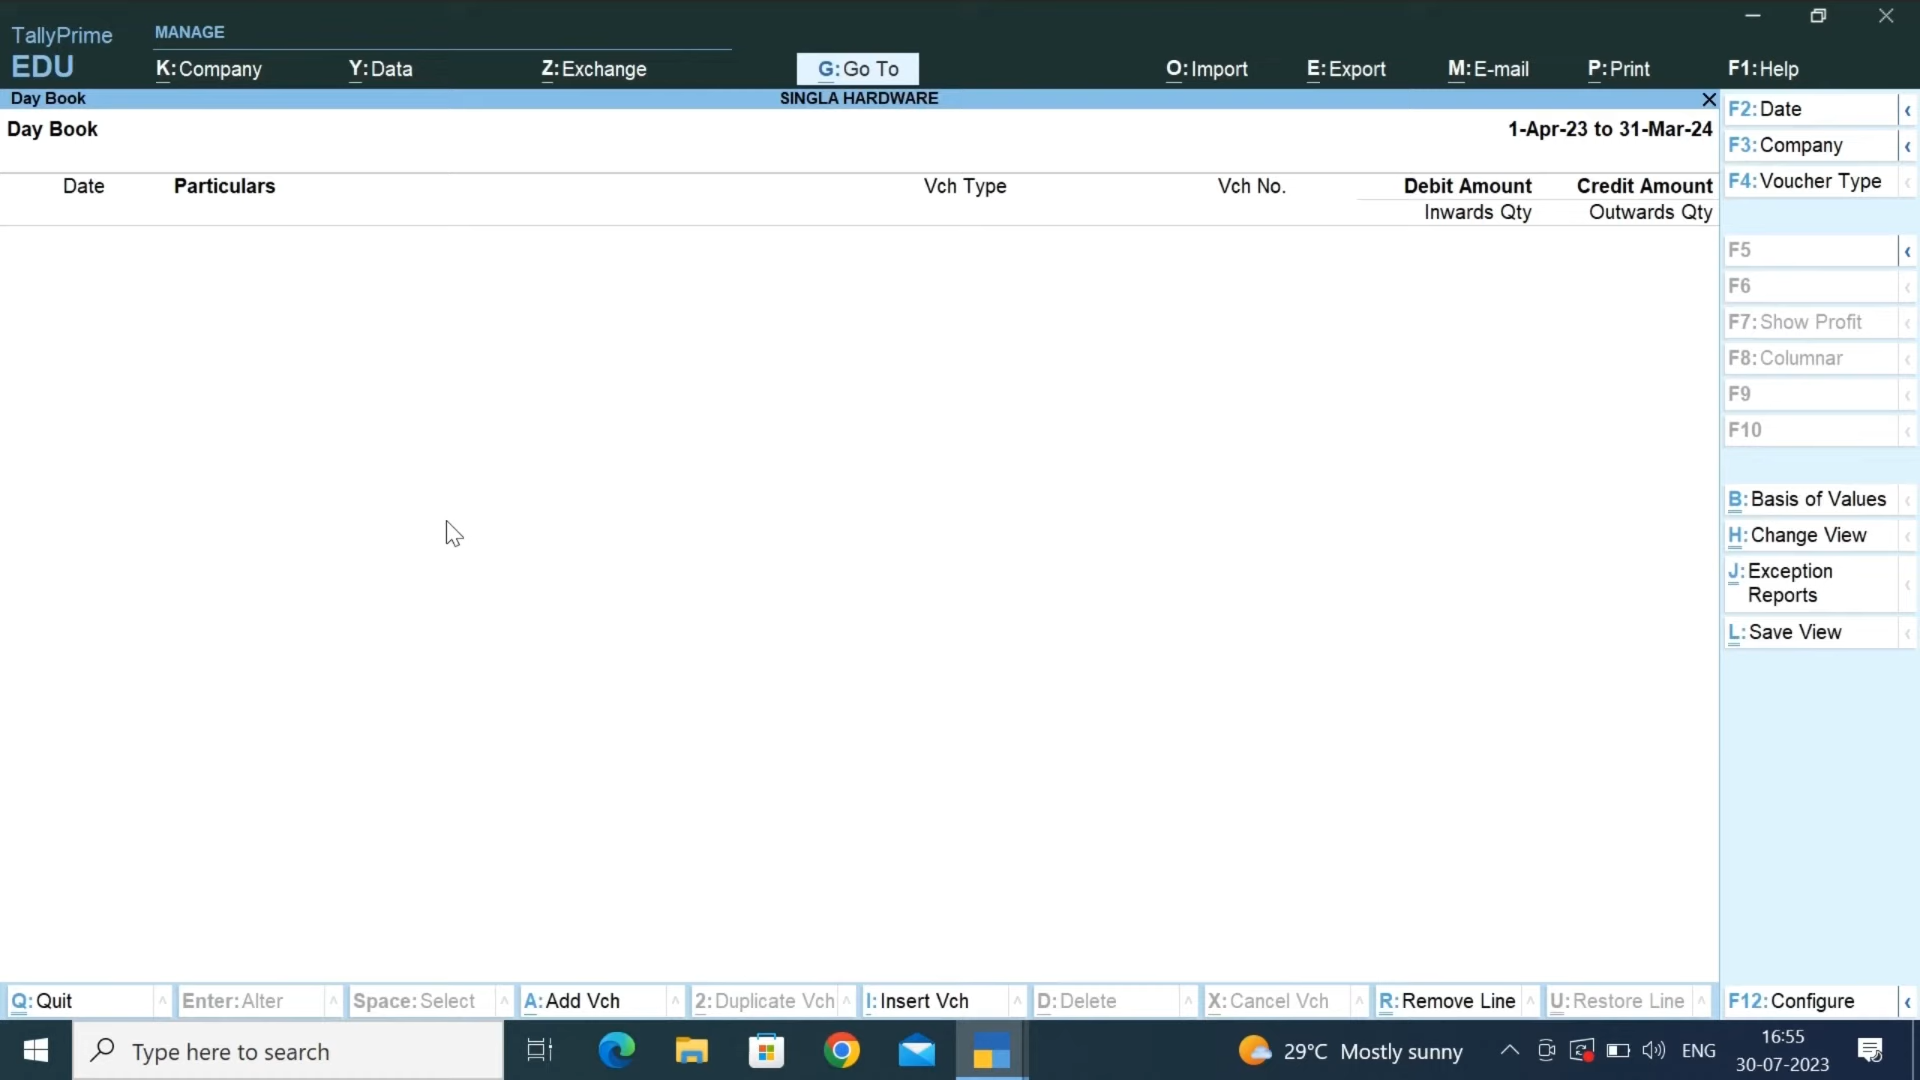 TallyPrime
EDU
MANAGE
K:Company
Y:Data
Z:Exchange
G:Go To
O:Import
E:Export
M:E-mail
P:Print
F1:Help
Day Book
SINGLA HARDWARE
Day Book
1-Apr-23 to 31-Mar-24
Date
Particulars
Vch Type
Vch No.
Debit Amount
Credit Amount
Inwards Qty
Outwards Qty
F2:Date
F3:Company
F4:Voucher Type
F5
F6
F7:Show Profit
F8:Columnar
F9
F10
B:Basis of Values
H:Change View
J:Exception
Reports
L:Save View
Q:Quit
Enter:Alter
Space:Select
A:Add Vch
2:Duplicate Vch
I:Insert Vch
D:Delete
X:Cancel Vch
R:Remove Line
U:Restore Line
F12:Configure
Type here to search
29°C Mostly sunny
ENG
16:55
30-07-2023